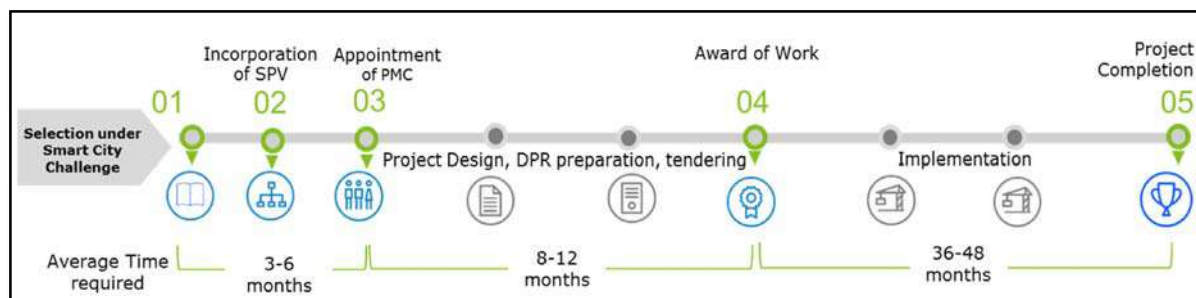 Selection under
Smart City
Challenge
01
Incorporation
of SPV
02
Appointment
of PMC
03
Project Design, DPR preparation, tendering
Award of Work
04
Implementation
Project
Completion
05
Average Time
required
3-6
months
8-12
months
36-48
months